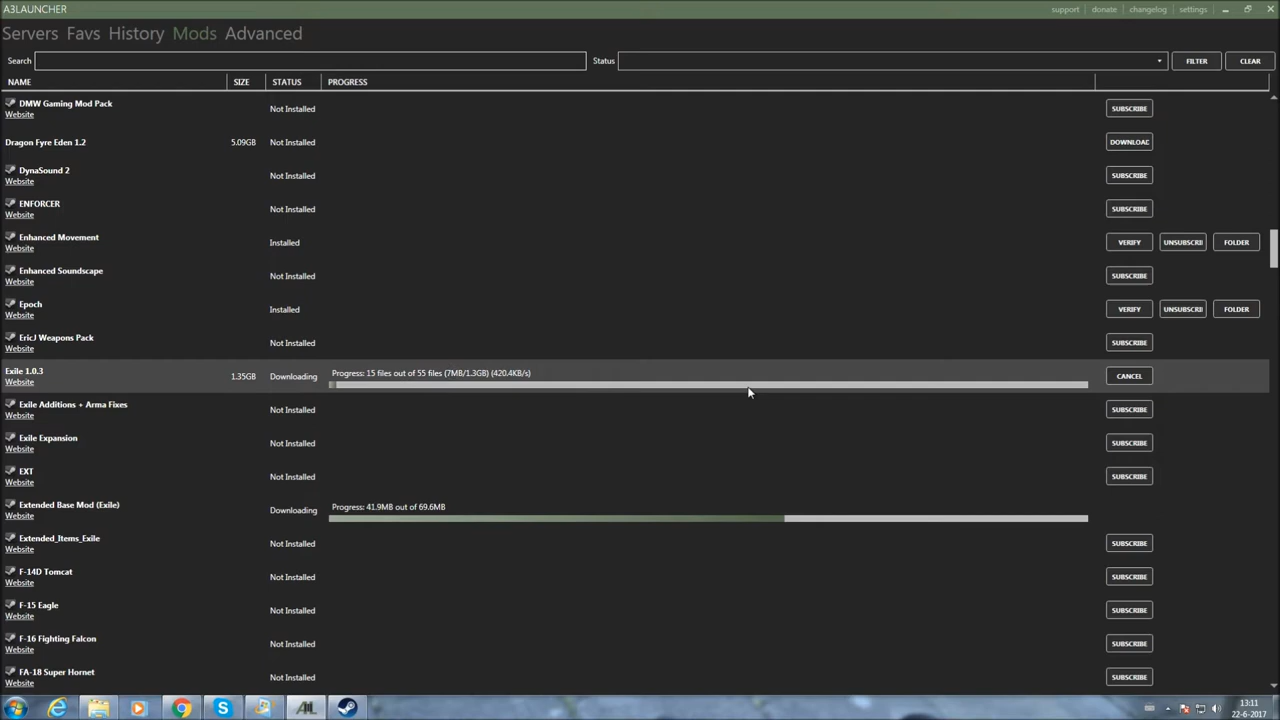 A3LAUNCHER
support donate changelog settings
Servers Favs History Mods Advanced
Search Status FILTER CLEAR
NAME SIZE STATUS PROGRESS
DMW Gaming Mod Pack
Website
Not Installed SUBSCRIBE
Dragon Fyre Eden 1.2 5.09GB Not Installed DOWNLOAD
DynaSound 2
Website
Not Installed SUBSCRIBE
ENFORCER
Website
Not Installed SUBSCRIBE
Enhanced Movement
Website
Installed VERIFY UNSUBSCRI FOLDER
Enhanced Soundscape
Website
Not Installed SUBSCRIBE
Epoch
Website
Installed VERIFY UNSUBSCRI FOLDER
EricJ Weapons Pack
Website
Not Installed SUBSCRIBE
Exile 1.0.3
Website
1.35GB Downloading Progress: 15 files out of 55 files (7MB/1.3GB) (420.4KB/s) CANCEL
Exile Additions + Arma Fixes
Website
Not Installed SUBSCRIBE
Exile Expansion
Website
Not Installed SUBSCRIBE
EXT
Website
Not Installed SUBSCRIBE
Extended Base Mod (Exile)
Website
Downloading Progress: 41.9MB out of 69.6MB
Extended_Items_Exile
Website
Not Installed SUBSCRIBE
F-14D Tomcat
Website
Not Installed SUBSCRIBE
F-15 Eagle
Website
Not Installed SUBSCRIBE
F-16 Fighting Falcon
Website
Not Installed SUBSCRIBE
FA-18 Super Hornet
Website
Not Installed SUBSCRIBE
13:11
22-6-2017